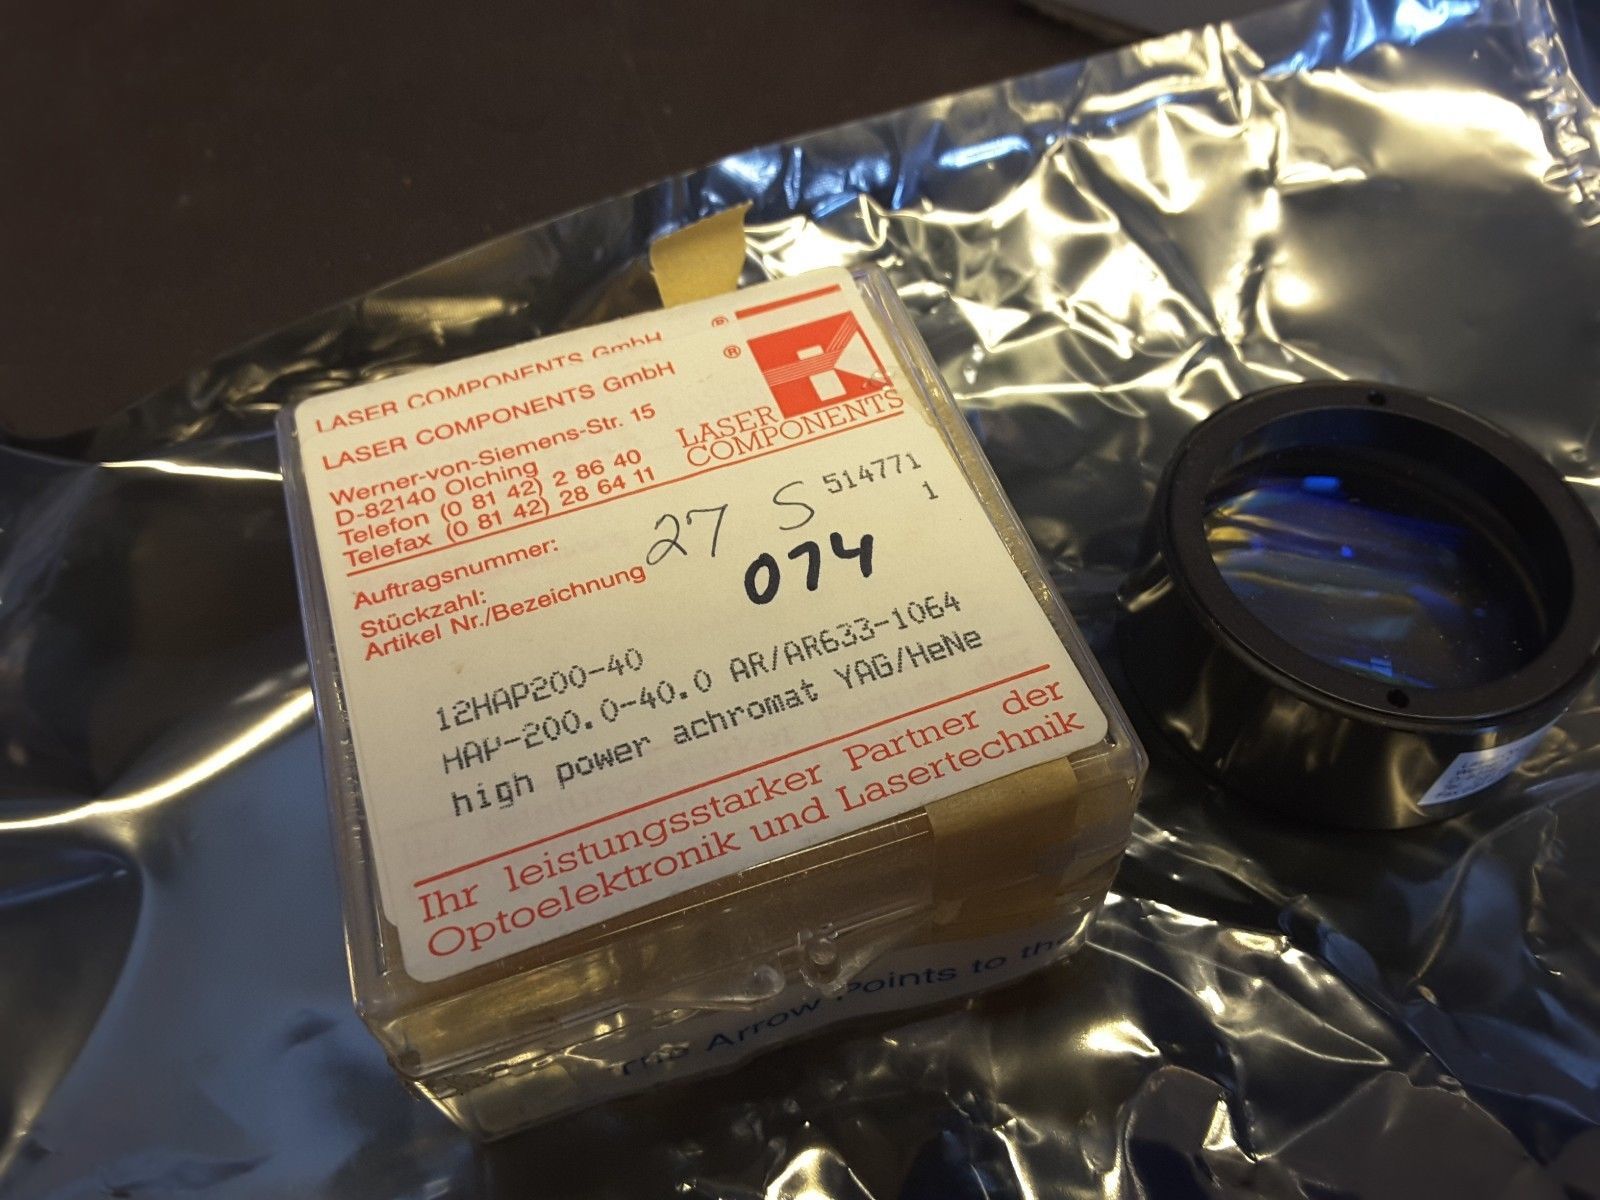 LASER COMPONENTS GmbH ®
LASER COMPONENTS GmbH ®
Werner-von-Siemens-Str. 15
D-82140 Olching
Telefon (0 81 42) 2 86 40
Telefax (0 81 42) 28 64 11
LASER
COMPONENTS
Auftragsnummer: 27 S 514771
Stückzahl: 1
Artikel Nr./Bezeichnung 074
12HAP200-40
HAP-200.0-40.0 AR/AR633-1064
high power achromat YAG/HeNe
Ihr leistungsstarker Partner der
Optoelektronik und Lasertechnik
The Arrow Points to the